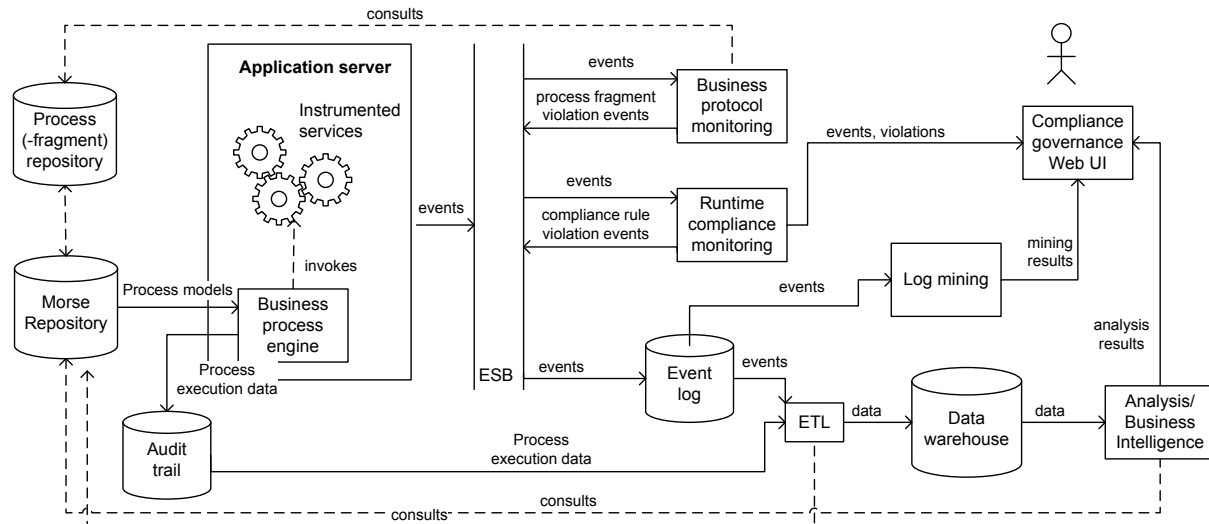 consults
Application server
Instrumented
services
Process
(-fragment)
repository
events
process fragment
violation events
Business
protocol
monitoring
events, violations
Compliance
governance
Web UI
events
events
compliance rule
violation events
Runtime
compliance
monitoring
mining
results
invokes
Morse
Repository
Process models
Business
process
engine
events
Log mining
analysis
results
Process
execution data
ESB
events
Event
log
events
Audit
trail
Process
execution data
ETL
data
Data
warehouse
data
Analysis/
Business
Intelligence
consults
consults